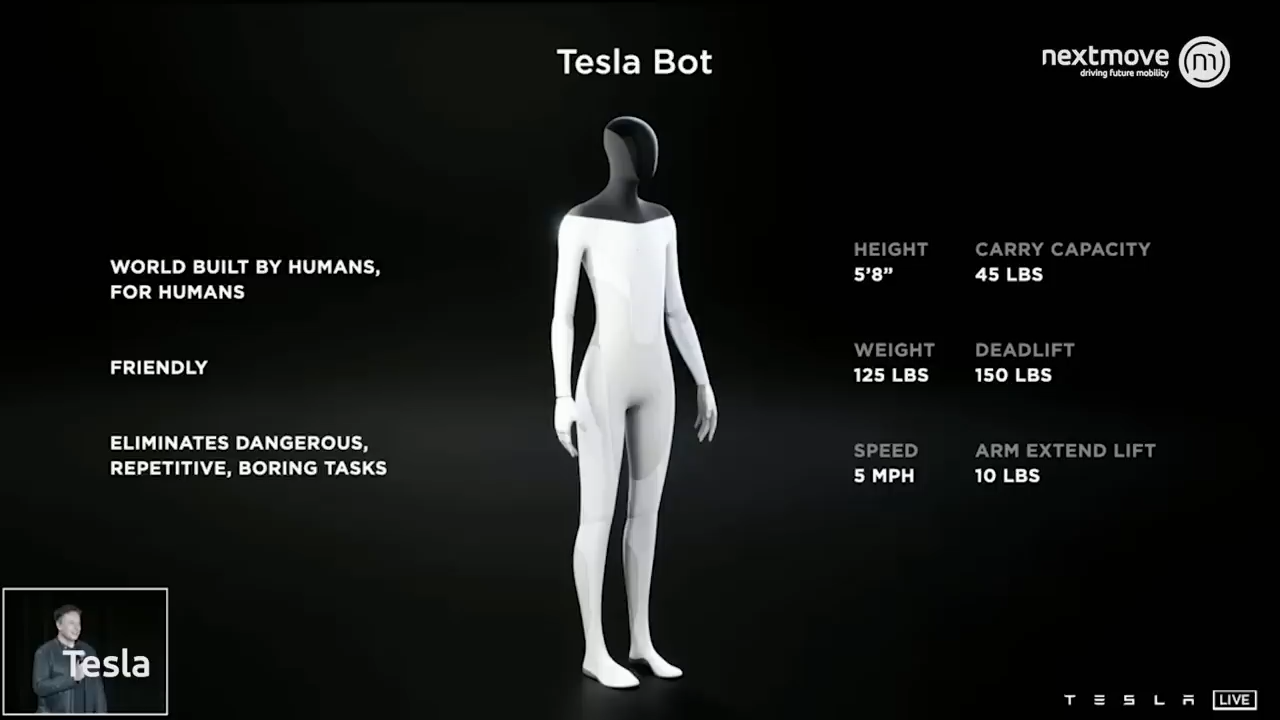 Tesla Bot
nextmove
driving future mobility
m
WORLD BUILT BY HUMANS,
FOR HUMANS
FRIENDLY
ELIMINATES DANGEROUS,
REPETITIVE, BORING TASKS
HEIGHT
5’8”
CARRY CAPACITY
45 LBS
WEIGHT
125 LBS
DEADLIFT
150 LBS
SPEED
5 MPH
ARM EXTEND LIFT
10 LBS
Tesla
TESLA LIVE